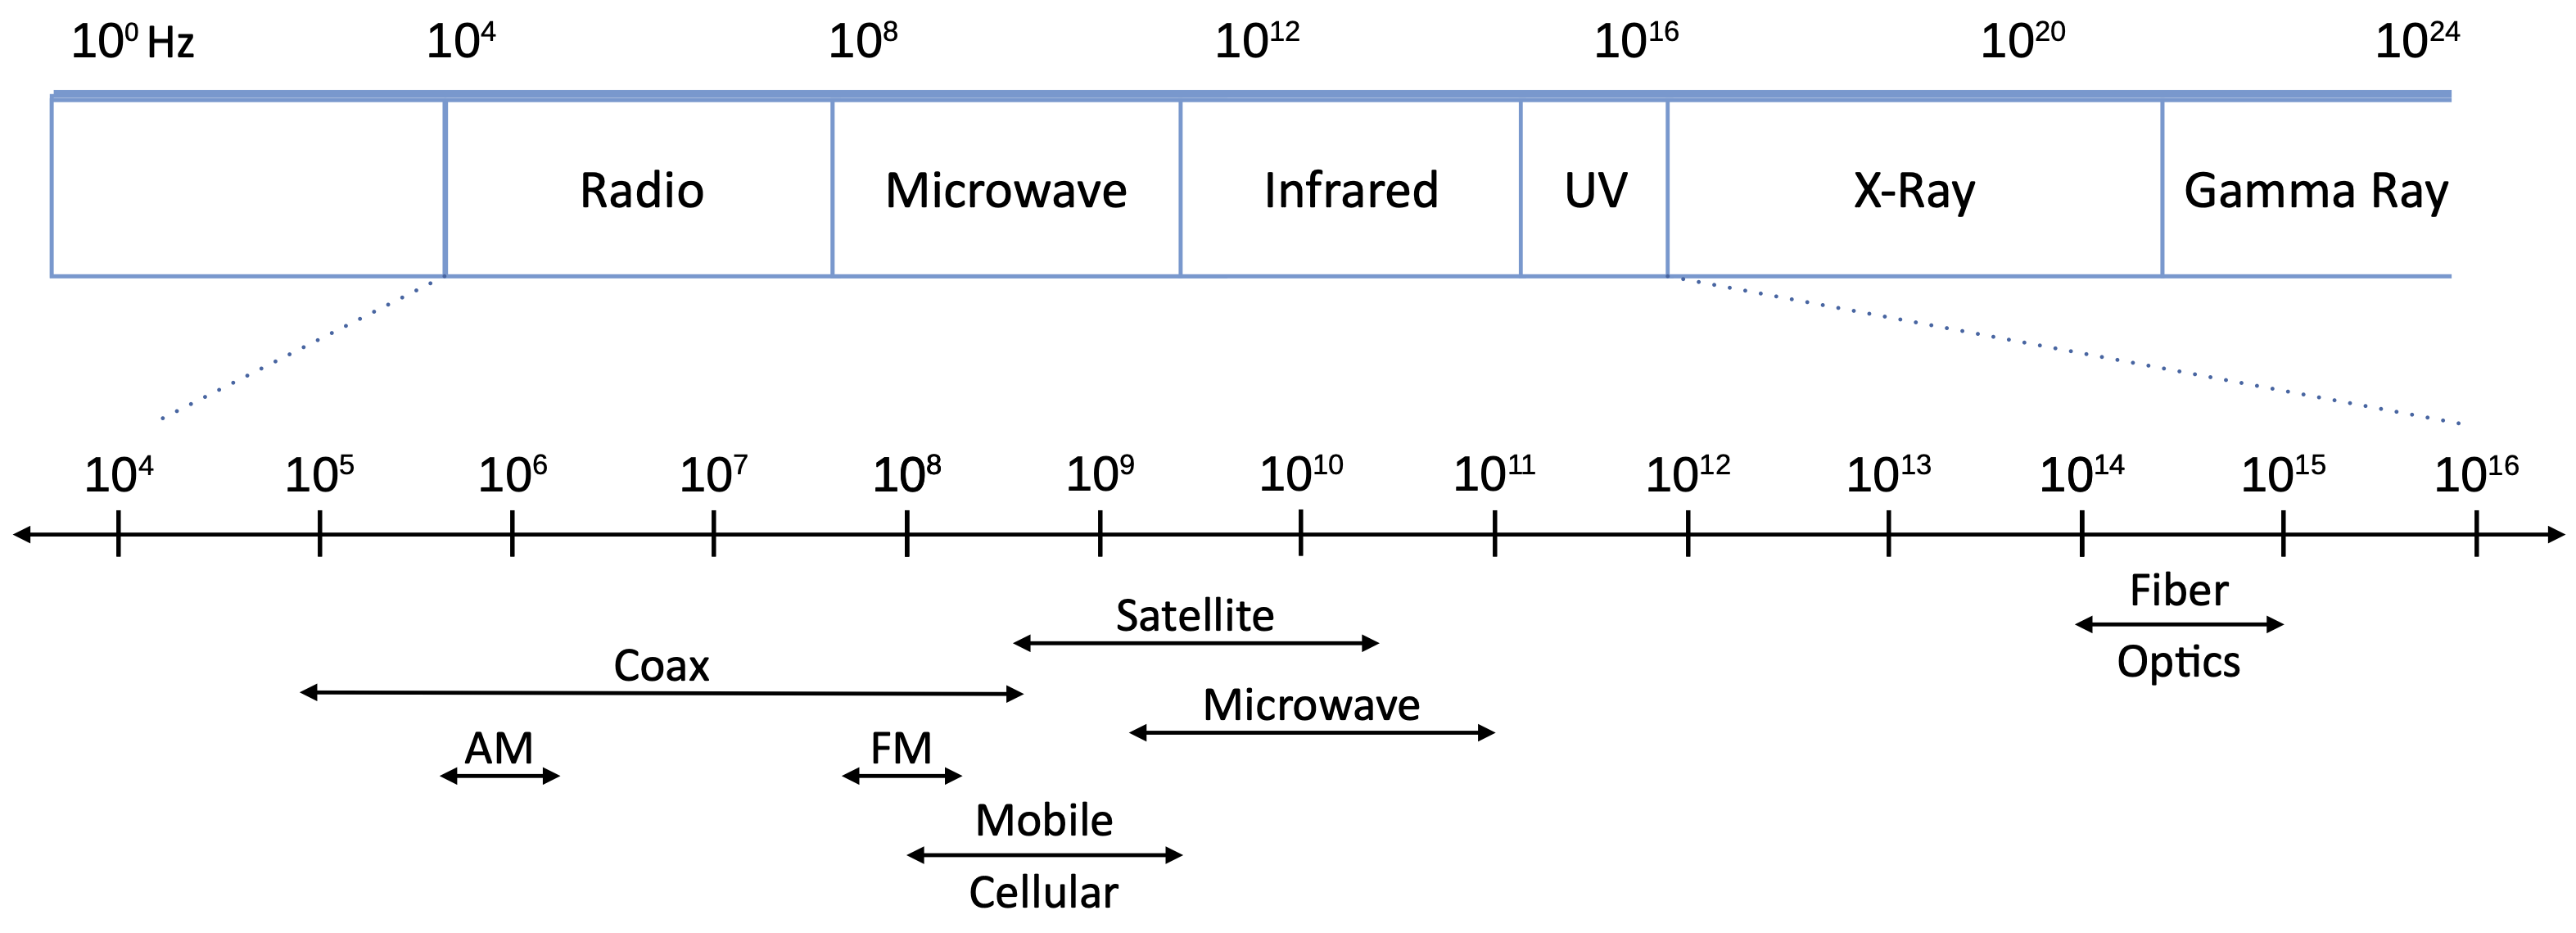 10⁰ Hz 10⁴ 10⁸ 10¹² 10¹⁶ 10²⁰ 10²⁴
Radio Microwave Infrared UV X-Ray Gamma Ray
10⁴ 10⁵ 10⁶ 10⁷ 10⁸ 10⁹ 10¹⁰ 10¹¹ 10¹² 10¹³ 10¹⁴ 10¹⁵ 10¹⁶
Fiber
Optics
Satellite
Coax
Microwave
AM
FM
Mobile
Cellular